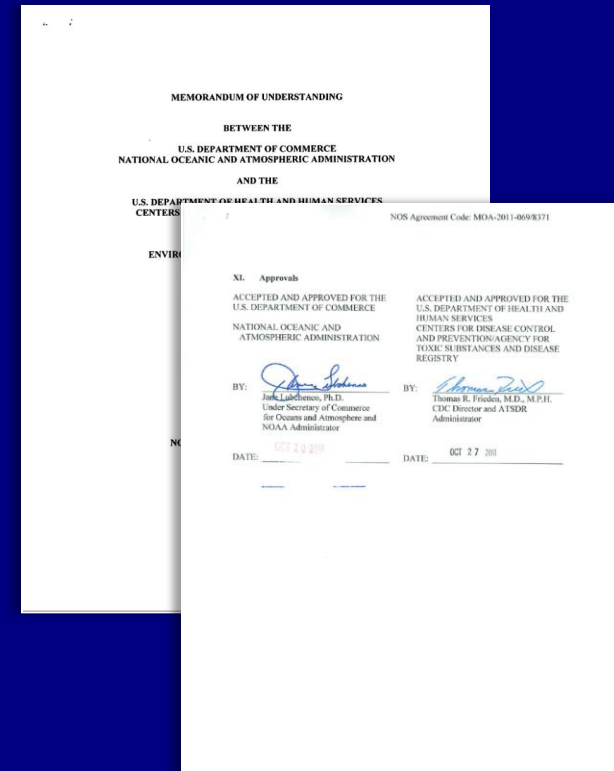 MEMORANDUM OF UNDERSTANDING
BETWEEN THE
U.S. DEPARTMENT OF COMMERCE
NATIONAL OCEANIC AND ATMOSPHERIC ADMINISTRATION
AND THE
U.S. DEPARTMENT OF HEALTH AND HUMAN SERVICES
CENTERS
NOS Agreement Code: MOA-2011-069/8371
XI. Approvals
ACCEPTED AND APPROVED FOR THE
U.S. DEPARTMENT OF COMMERCE
NATIONAL OCEANIC AND
ATMOSPHERIC ADMINISTRATION
BY:
Jane Lubchenco, Ph.D.
Under Secretary of Commerce
for Oceans and Atmosphere and
NOAA Administrator
DATE:
ACCEPTED AND APPROVED FOR THE
U.S. DEPARTMENT OF HEALTH AND
HUMAN SERVICES
CENTERS FOR DISEASE CONTROL
AND PREVENTION/AGENCY FOR
TOXIC SUBSTANCES AND DISEASE
REGISTRY
BY:
Thomas R. Frieden, M.D., M.P.H.
CDC Director and ATSDR
Administrator
DATE: OCT 27 2011